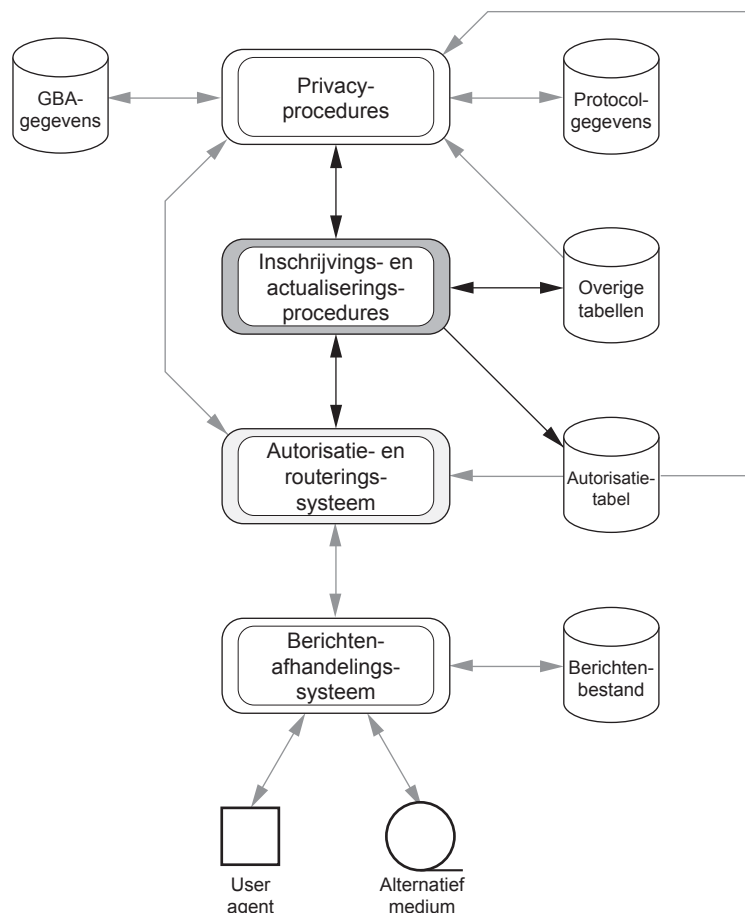 GBA-
gegevens
Privacy-
procedures
Protocol-
gegevens
Inschrijvings- en
actualiserings-
procedures
Overige
tabellen
Autorisatie- en
routerings-
systeem
Autorisatie-
tabel
Berichten-
afhandelings-
systeem
Berichten-
bestand
User
agent
Alternatief
medium